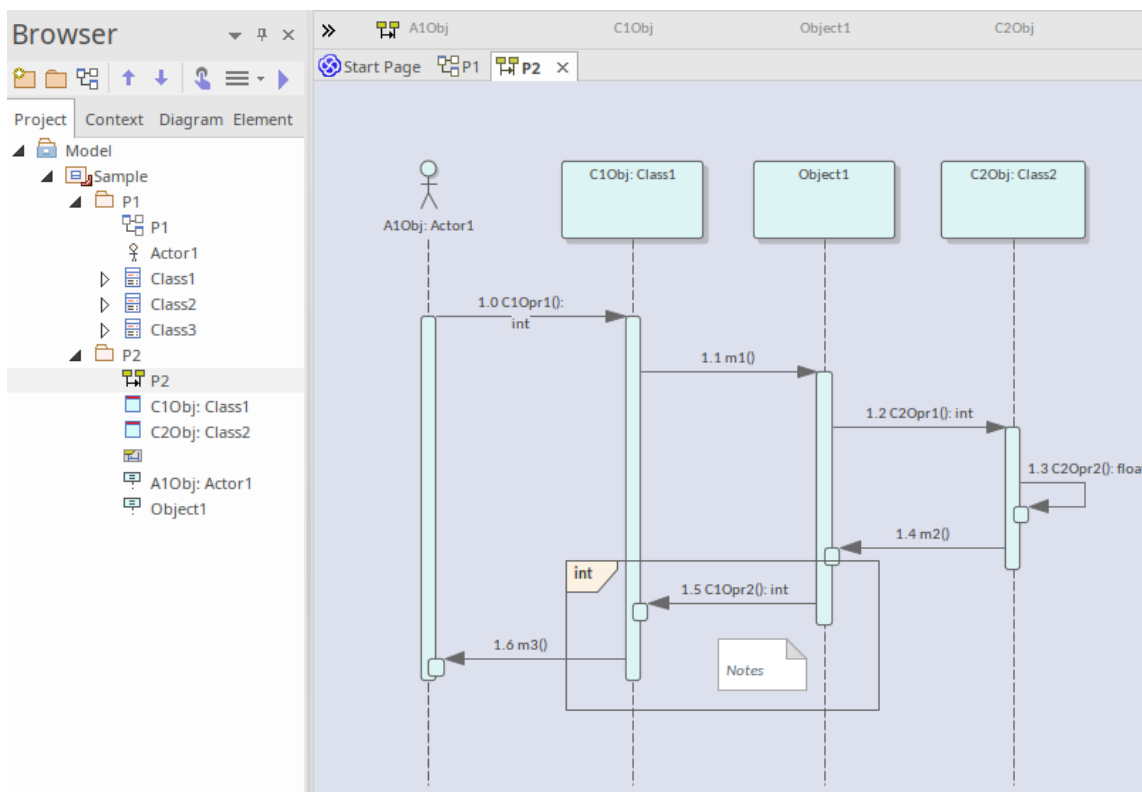 Browser
Project Context Diagram Element
Model
Sample
P1
P1
Actor1
Class1
Class2
Class3
P2
P2
C1Obj: Class1
C2Obj: Class2
A1Obj: Actor1
Object1
A1Obj C1Obj Object1 C2Obj
Start Page P1 P2
A1Obj: Actor1
C1Obj: Class1
Object1
C2Obj: Class2
1.0 C1Opr1():
int
1.1 m1()
1.2 C2Opr1(): int
1.3 C2Opr2(): floa
1.4 m2()
int
1.5 C1Opr2(): int
1.6 m3()
Notes